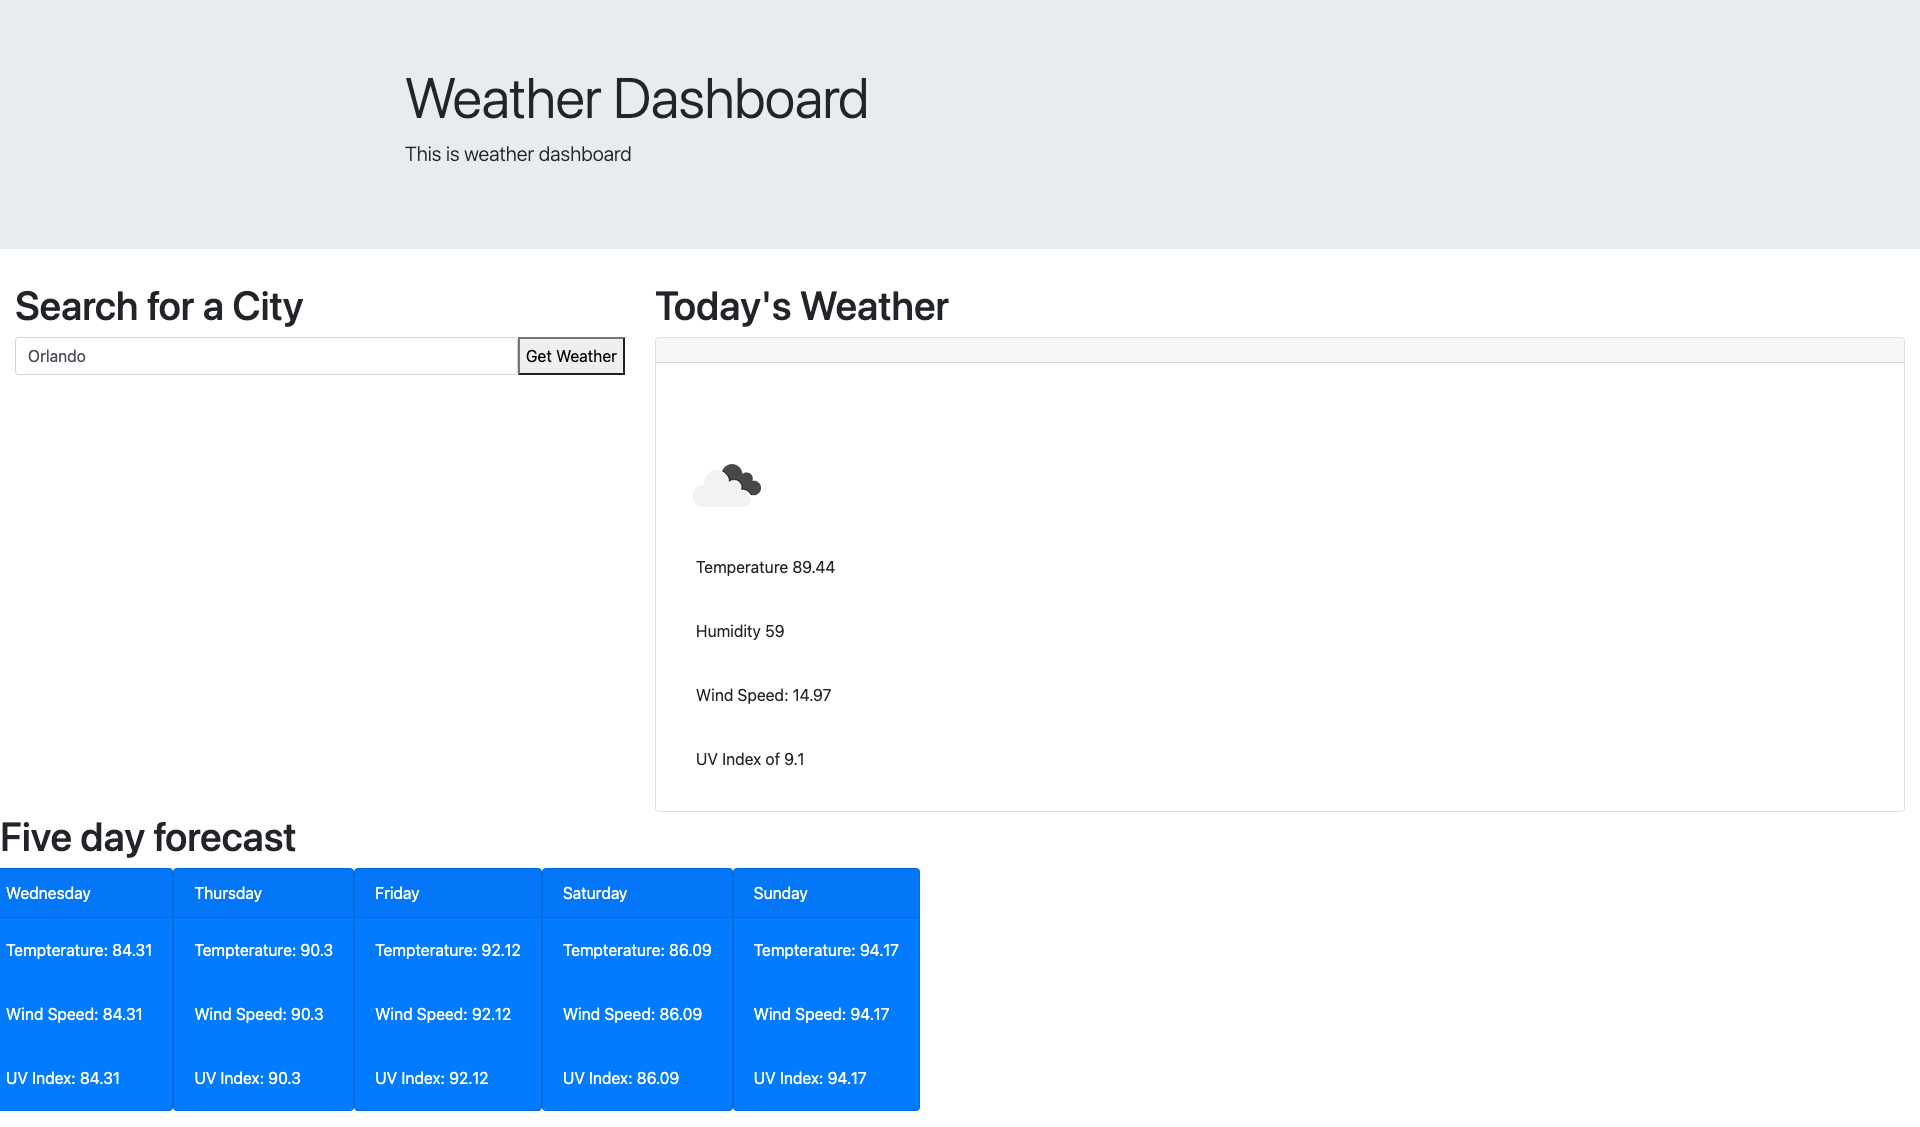 Weather Dashboard
This is weather dashboard
Search for a City
Orlando
Get Weather
Today's Weather
Temperature 89.44
Humidity 59
Wind Speed: 14.97
UV Index of 9.1
Five day forecast
Wednesday
Tempterature: 84.31
Wind Speed: 84.31
UV Index: 84.31
Thursday
Tempterature: 90.3
Wind Speed: 90.3
UV Index: 90.3
Friday
Tempterature: 92.12
Wind Speed: 92.12
UV Index: 92.12
Saturday
Tempterature: 86.09
Wind Speed: 86.09
UV Index: 86.09
Sunday
Tempterature: 94.17
Wind Speed: 94.17
UV Index: 94.17